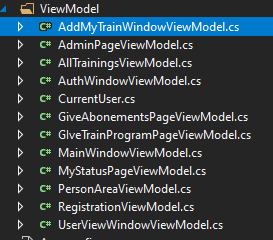 ViewModel
C# AddMyTrainWindowViewModel.cs
C# AdminPageViewModel.cs
C# AllTrainingsViewModel.cs
C# AuthWindowViewModel.cs
C# CurrentUser.cs
C# GiveAbonementsPageViewModel.cs
C# GIveTrainProgramPageViewModel.cs
C# MainWindowViewModel.cs
C# MyStatusPageViewModel.cs
C# PersonAreaViewModel.cs
C# RegistrationViewModel.cs
C# UserViewWindowViewModel.cs